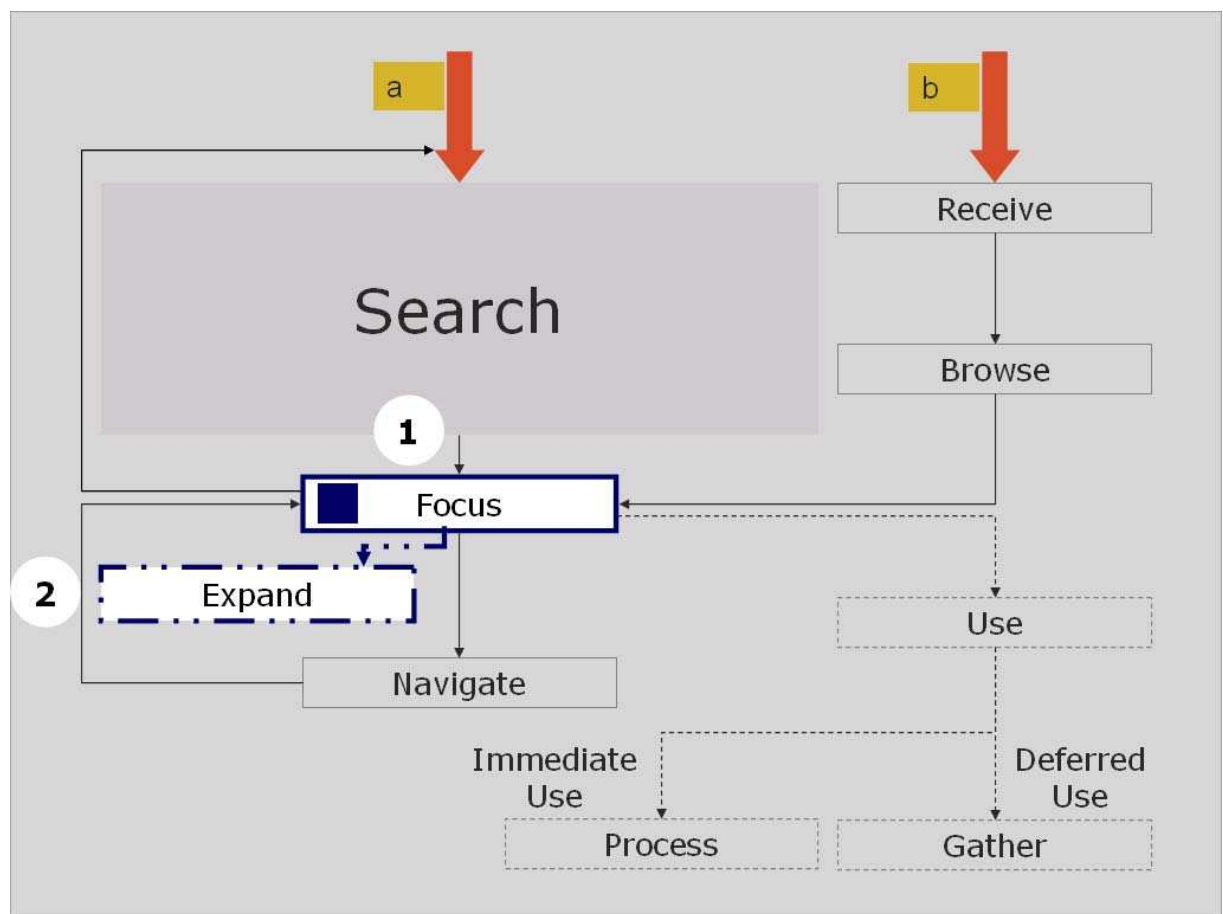 a
b
Receive
Search
Browse
1
Focus
2
Expand
Use
Navigate
Immediate
Use
Deferred
Use
Process
Gather